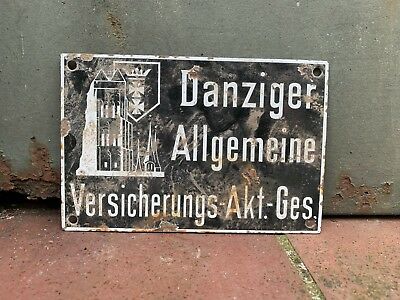 Danziger
Allgemeine
Versicherungs-Akt.-Ges.